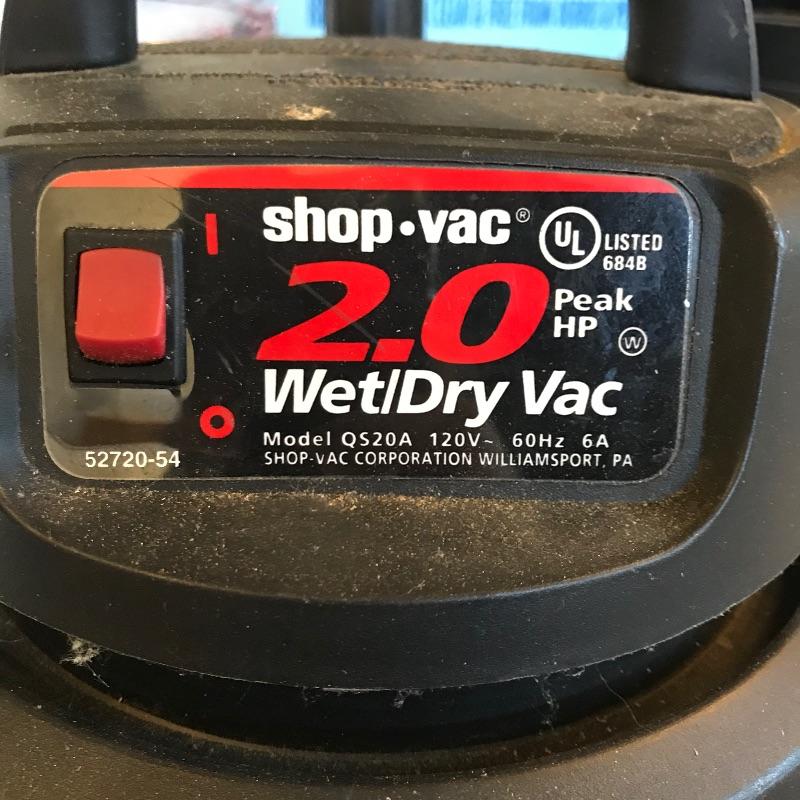 shop·vac®
UL LISTED
684B
2.0 Peak
HP
W
Wet/Dry Vac
Model QS20A 120V~ 60Hz 6A
SHOP-VAC CORPORATION WILLIAMSPORT, PA
52720-54
I
O